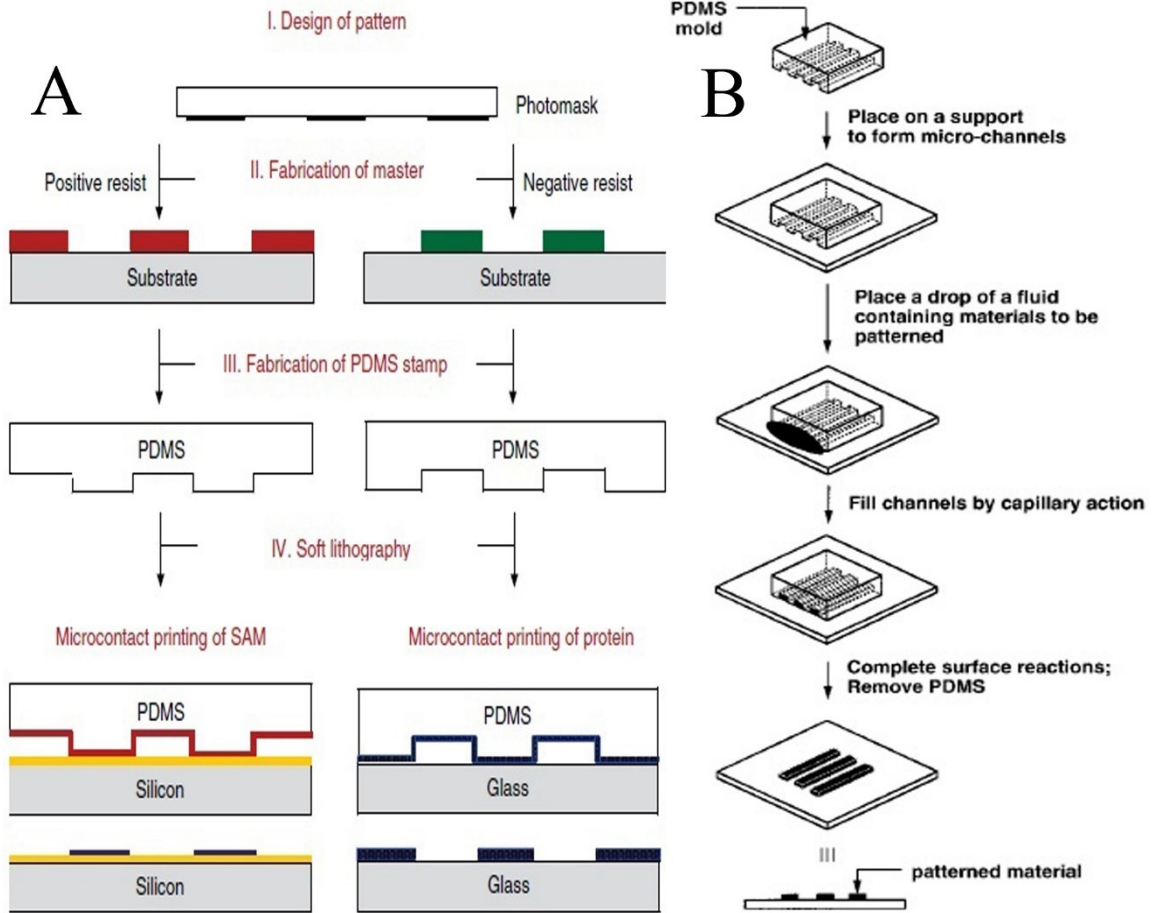 I. Design of pattern
A
Photomask
II. Fabrication of master
Positive resist
Negative resist
Substrate
Substrate
III. Fabrication of PDMS stamp
PDMS
PDMS
IV. Soft lithography
Microcontact printing of SAM
Microcontact printing of protein
PDMS
PDMS
Silicon
Glass
Silicon
Glass
B
PDMS
mold
Place on a support
to form micro-channels
Place a drop of a fluid
containing materials to be
patterned
Fill channels by capillary action
Complete surface reactions;
Remove PDMS
patterned material